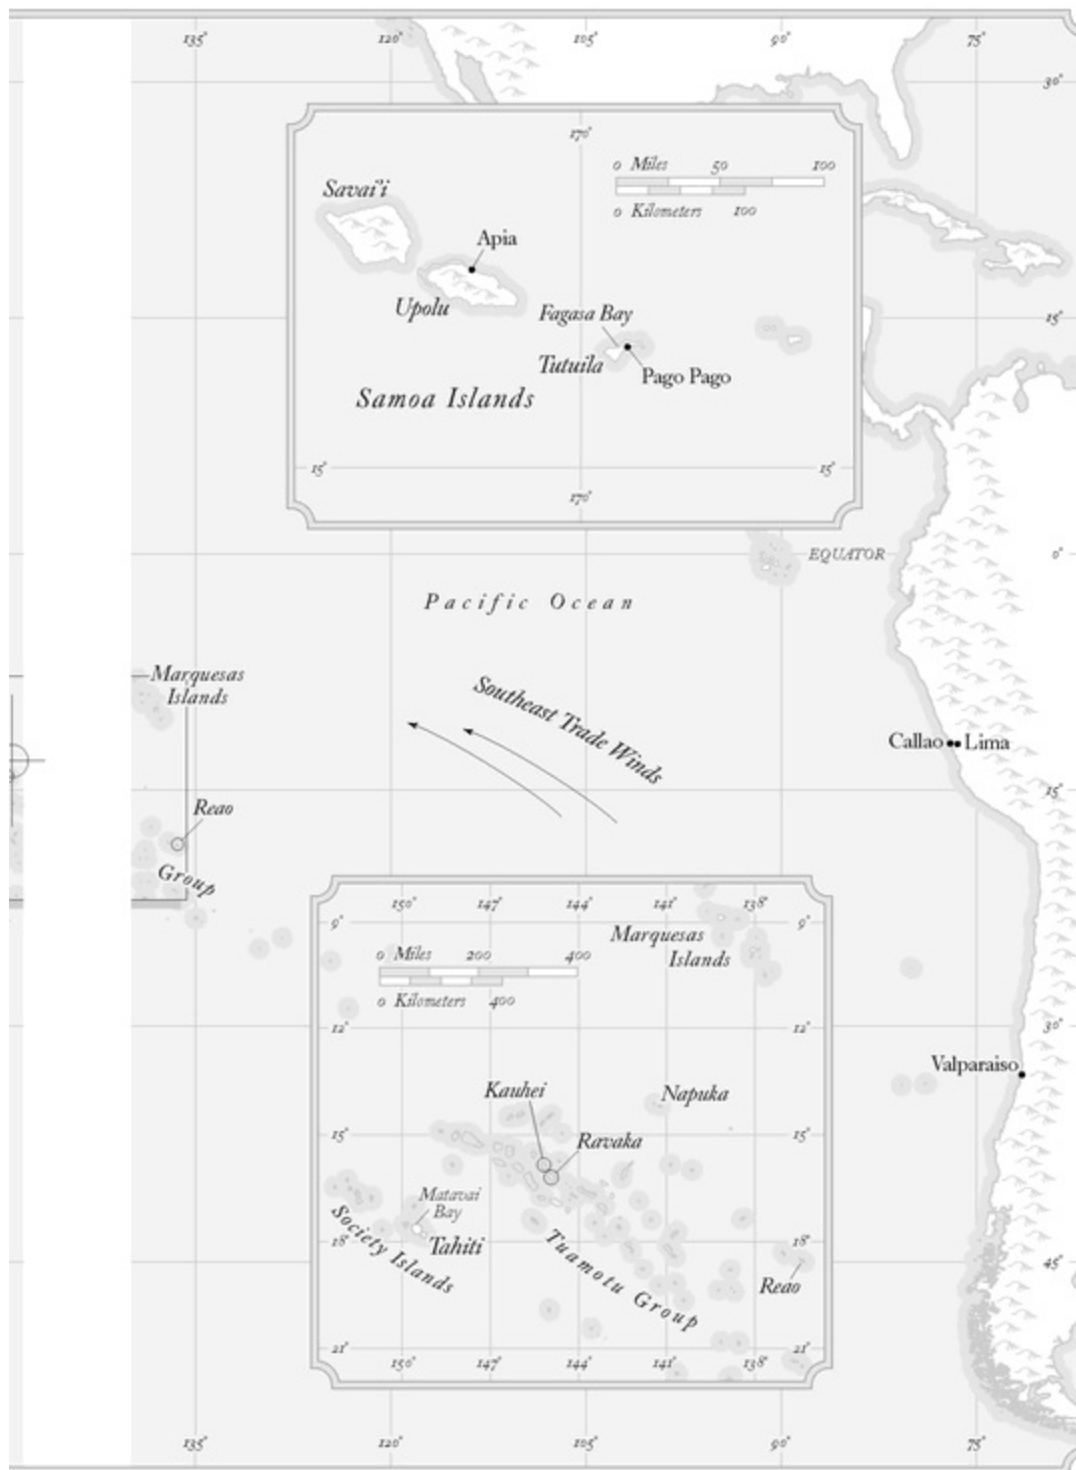 135° 120° 105° 90° 75°
30°
170°
0 Miles 50 100
0 Kilometers 100
Savai'i
Apia
Upolu
Fagasa Bay
Tutuila
Pago Pago
Samoa Islands
15° 15°
170°
15°
EQUATOR
0°
Pacific Ocean
Marquesas
Islands
Southeast Trade Winds
Callao
Lima
15°
Reao
Group
150° 147° 144° 141° 138°
9° 9°
Marquesas
Islands
0 Miles 200 400
0 Kilometers 400
12° 12°
30°
Valparaiso
Kauhei
Napuka
15° 15°
Ravaka
Matavai
Bay
Society Islands
Tahiti
18° 18°
Tuamotu Group
Reao
45°
21° 21°
150° 147° 144° 141° 138°
135° 120° 105° 90° 75°